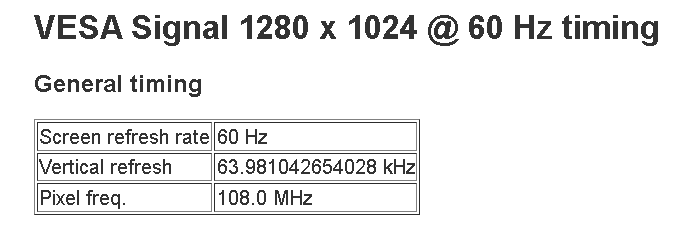 VESA Signal 1280 x 1024 @ 60 Hz timing
General timing
Screen refresh rate 60 Hz
Vertical refresh 63.981042654028 kHz
Pixel freq. 108.0 MHz